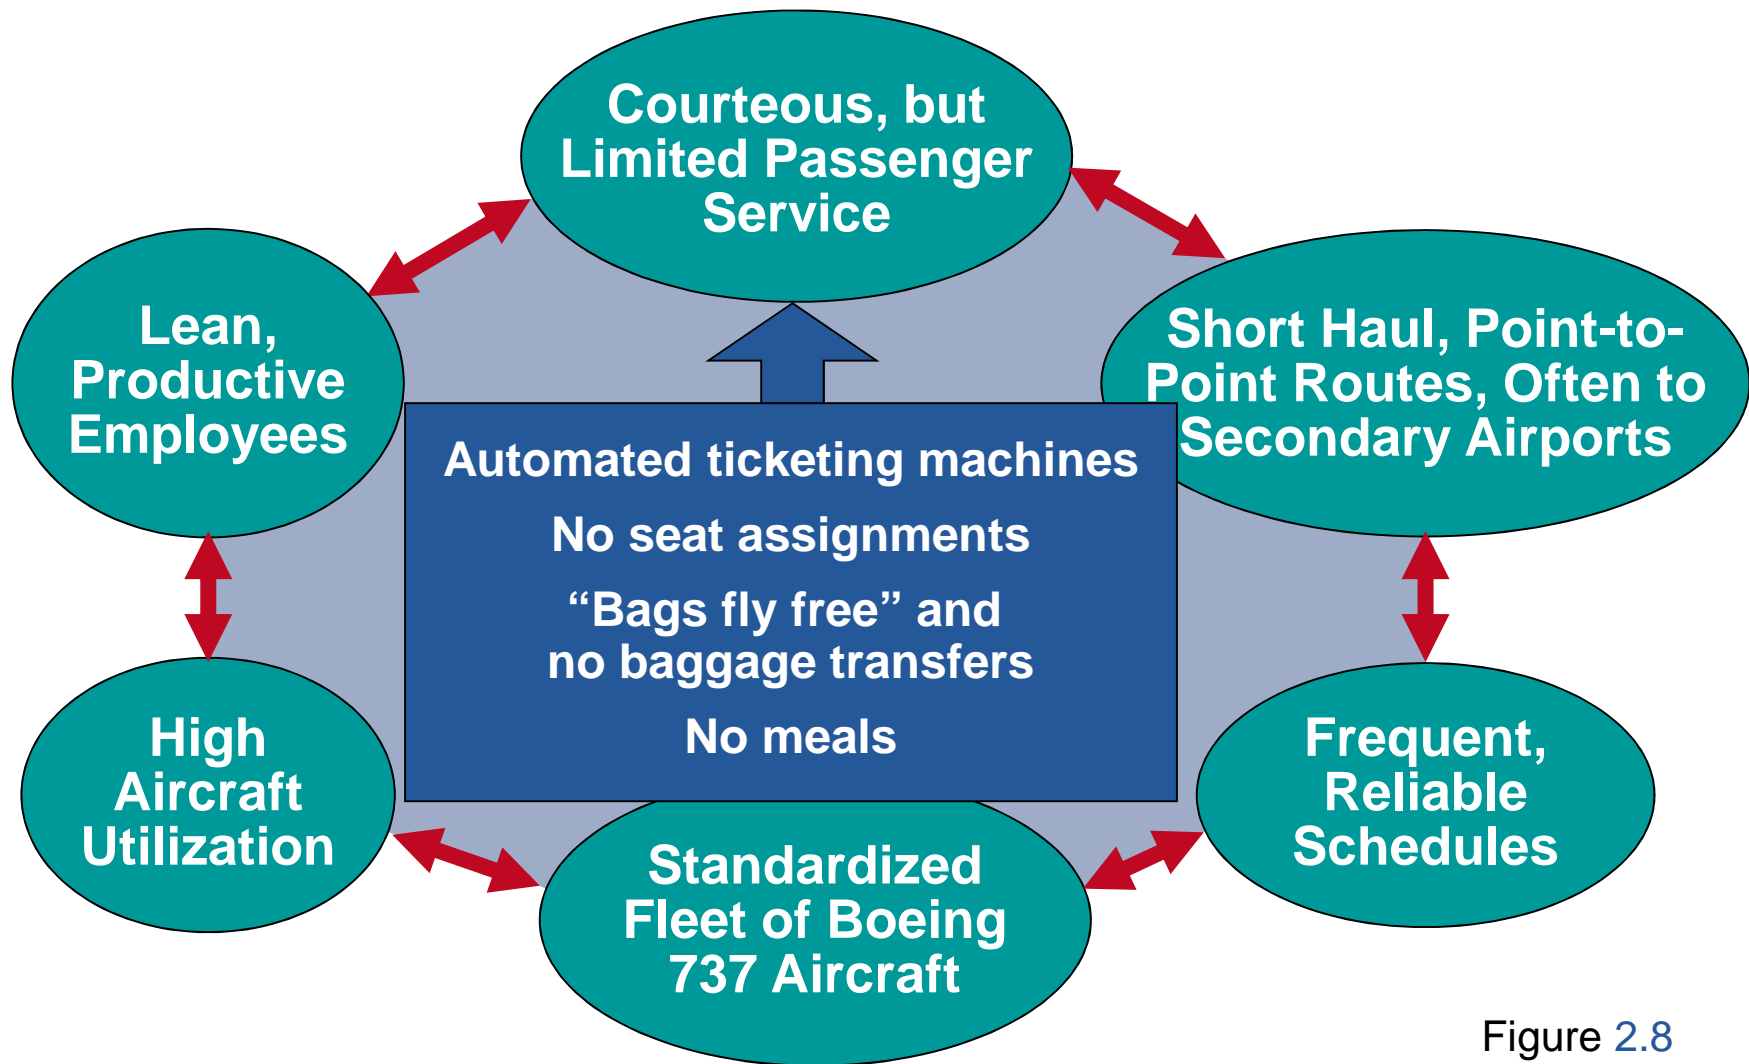 Courteous, but
Limited Passenger
Service
Lean,
Productive
Employees
Short Haul, Point-to-
Point Routes, Often to
Secondary Airports
Automated ticketing machines
No seat assignments
“Bags fly free” and
no baggage transfers
No meals
High
Aircraft
Utilization
Frequent,
Reliable
Schedules
Standardized
Fleet of Boeing
737 Aircraft
Figure 2.8